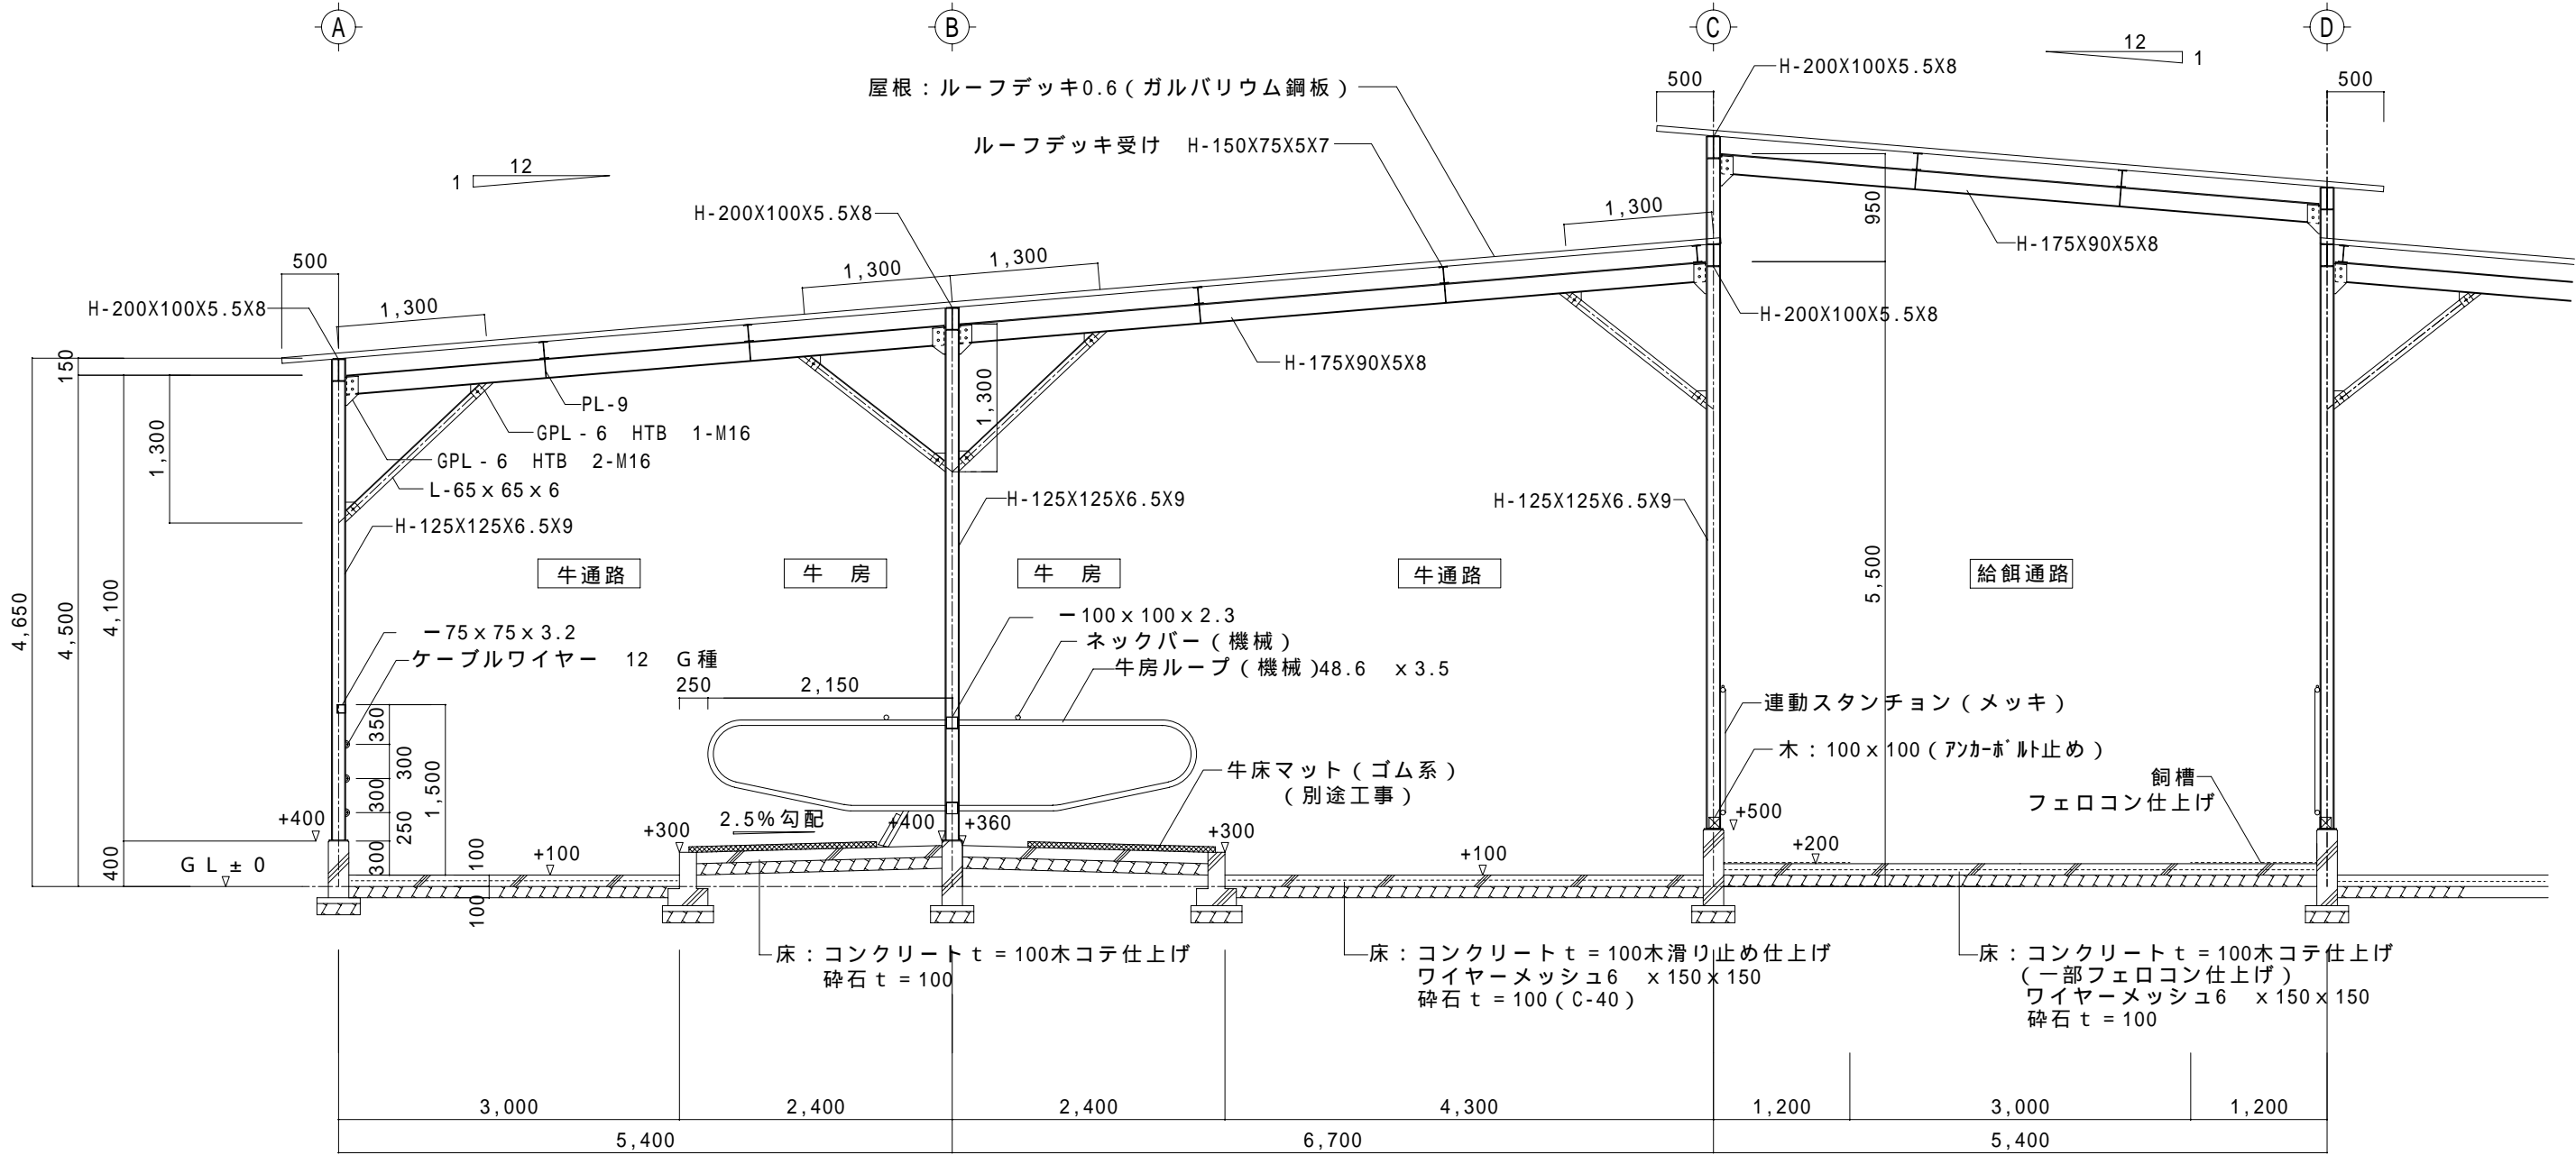 A
B
C
D
12
1
500
H-200X100X5.5X8
500
屋根：ルーフデッキ0.6（ガルバリウム鋼板）
ルーフデッキ受け　H-150X75X5X7
12
1
H-200X100X5.5X8
1,300
950
H-175X90X5X8
500
1,300
1,300
H-200X100X5.5X8
1,300
H-200X100X5.5X8
150
H-175X90X5X8
1,300
PL-9
GPL-6　HTB　1-M16
1,300
GPL-6　HTB　2-M16
L-65×65×6
H-125X125X6.5X9
H-125X125X6.5X9
H-125X125X6.5X9
牛通路
牛　房
牛　房
牛通路
給餌通路
4,650
4,500
4,100
5,500
ー75×75×3.2
ケーブルワイヤー　12　G種
ー100×100×2.3
ネックバー（機械）
牛房ループ（機械）48.6　×3.5
250
2,150
連動スタンチョン（メッキ）
木：100×100（アンカーボルト止め）
350
300
300
250
300
1,500
牛床マット（ゴム系）
（別途工事）
飼槽
フェロコン仕上げ
+400
2.5%勾配
+300
+400
+360
+300
+500
400
GL±0
100
+100
+100
+200
100
床：コンクリートt=100木コテ仕上げ
砕石t=100
床：コンクリートt=100木滑り止め仕上げ
ワイヤーメッシュ6　×150×150
砕石t=100（C-40）
床：コンクリートt=100木コテ仕上げ
（一部フェロコン仕上げ）
ワイヤーメッシュ6　×150×150
砕石t=100
3,000
2,400
2,400
4,300
1,200
3,000
1,200
5,400
6,700
5,400